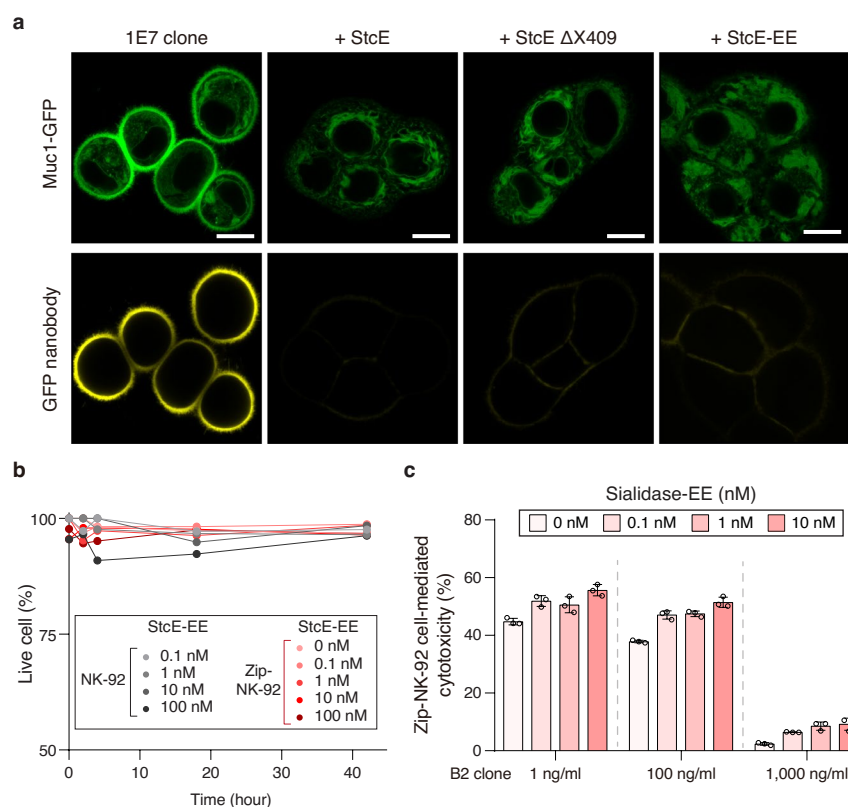 a
1E7 clone
+ StcE
+ StcE ΔX409
+ StcE-EE
Muc1-GFP
GFP nanobody
b
100
75
50
Live cell (%)
StcE-EE
NK-92
0.1 nM
1 nM
10 nM
100 nM
StcE-EE
Zip-
NK-92
0 nM
0.1 nM
1 nM
10 nM
100 nM
0
20
40
Time (hour)
c
Sialidase-EE (nM)
0 nM
0.1 nM
1 nM
10 nM
80
60
40
20
0
Zip-NK-92 cell-mediated
cytotoxicity (%)
B2 clone
1 ng/ml
100 ng/ml
1,000 ng/ml